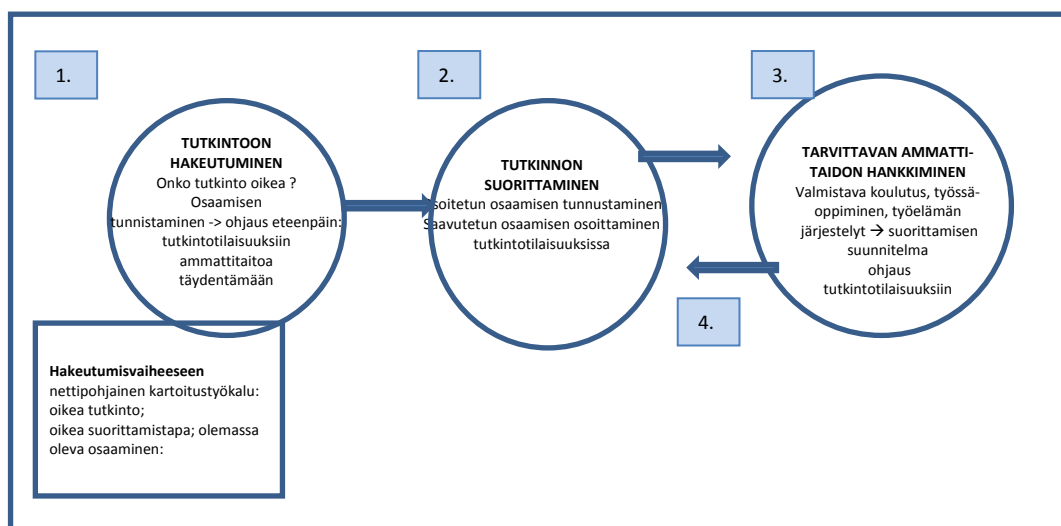 1.
TUTKINTOON
HAKEUTUMINEN
Onko tutkinto oikea ?
Osaamisen
tunnistaminen -> ohjaus eteenpäin:
tutkintotilaisuuksiin
ammattitaitoa
täydentämään
Hakeutumisvaiheeseen
nettipohjainen kartoitustyökalu:
oikea tutkinto;
oikea suorittamistapa; olemassa
oleva osaaminen:
2.
TUTKINNON
SUORITTAMINEN
soitetun osaamisen tunnustaminen
Saavutetun osaamisen osoittaminen
tutkintotilaisuuksissa
3.
TARVITTAVAN AMMATTI-
TAIDON HANKKIMINEN
Valmistava koulutus, työssä-
oppiminen, työelämän
järjestelyt → suorittamisen
suunnitelma
ohjaus
tutkintotilaisuuksiin
4.